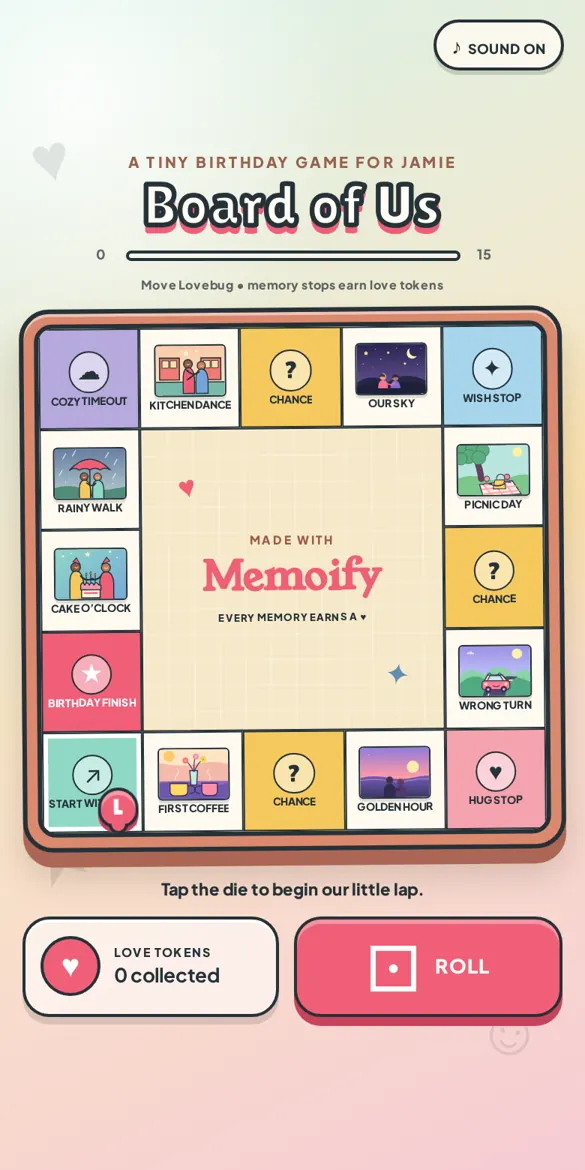 ♪ SOUND ON
A TINY BIRTHDAY GAME FOR JAMIE
Board of Us
0
15
Move Lovebug • memory stops earn love tokens
COZY TIMEOUT
KITCHEN DANCE
?
CHANCE
OUR SKY
WISH STOP
RAINY WALK
PICNIC DAY
CAKE O'CLOCK
?
CHANCE
MADE WITH
Memoify
EVERY MEMORY EARNS A ♥
BIRTHDAY FINISH
WRONG TURN
START
L
FIRST COFFEE
?
CHANCE
GOLDEN HOUR
HUG STOP
Tap the die to begin our little lap.
LOVE TOKENS
0 collected
ROLL